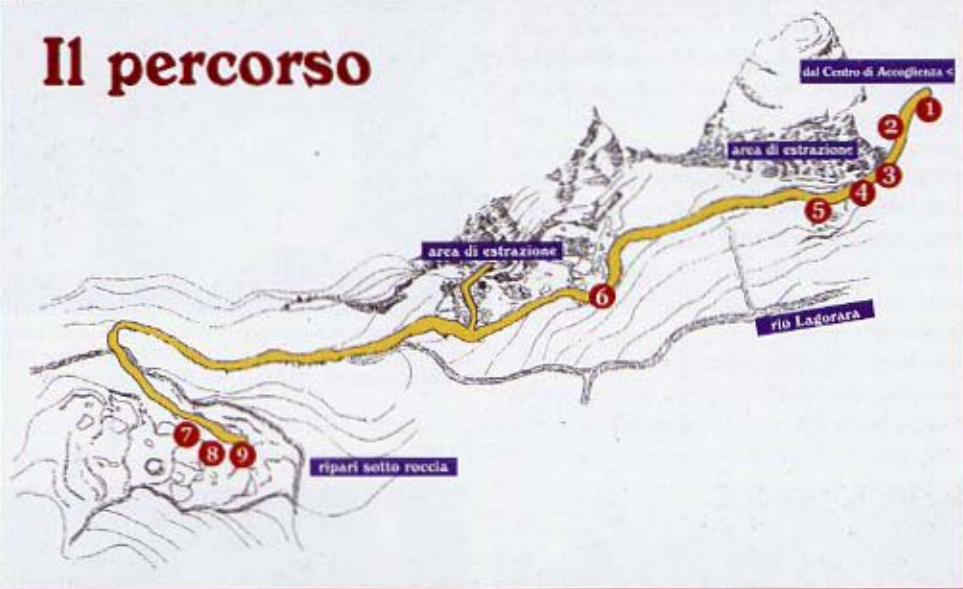 Il percorso
dal Centro di Accoglienza <
1
2
area di estrazione
3
4
5
area di estrazione
6
rio Lagorara
7
8
9
ripari sotto roccia